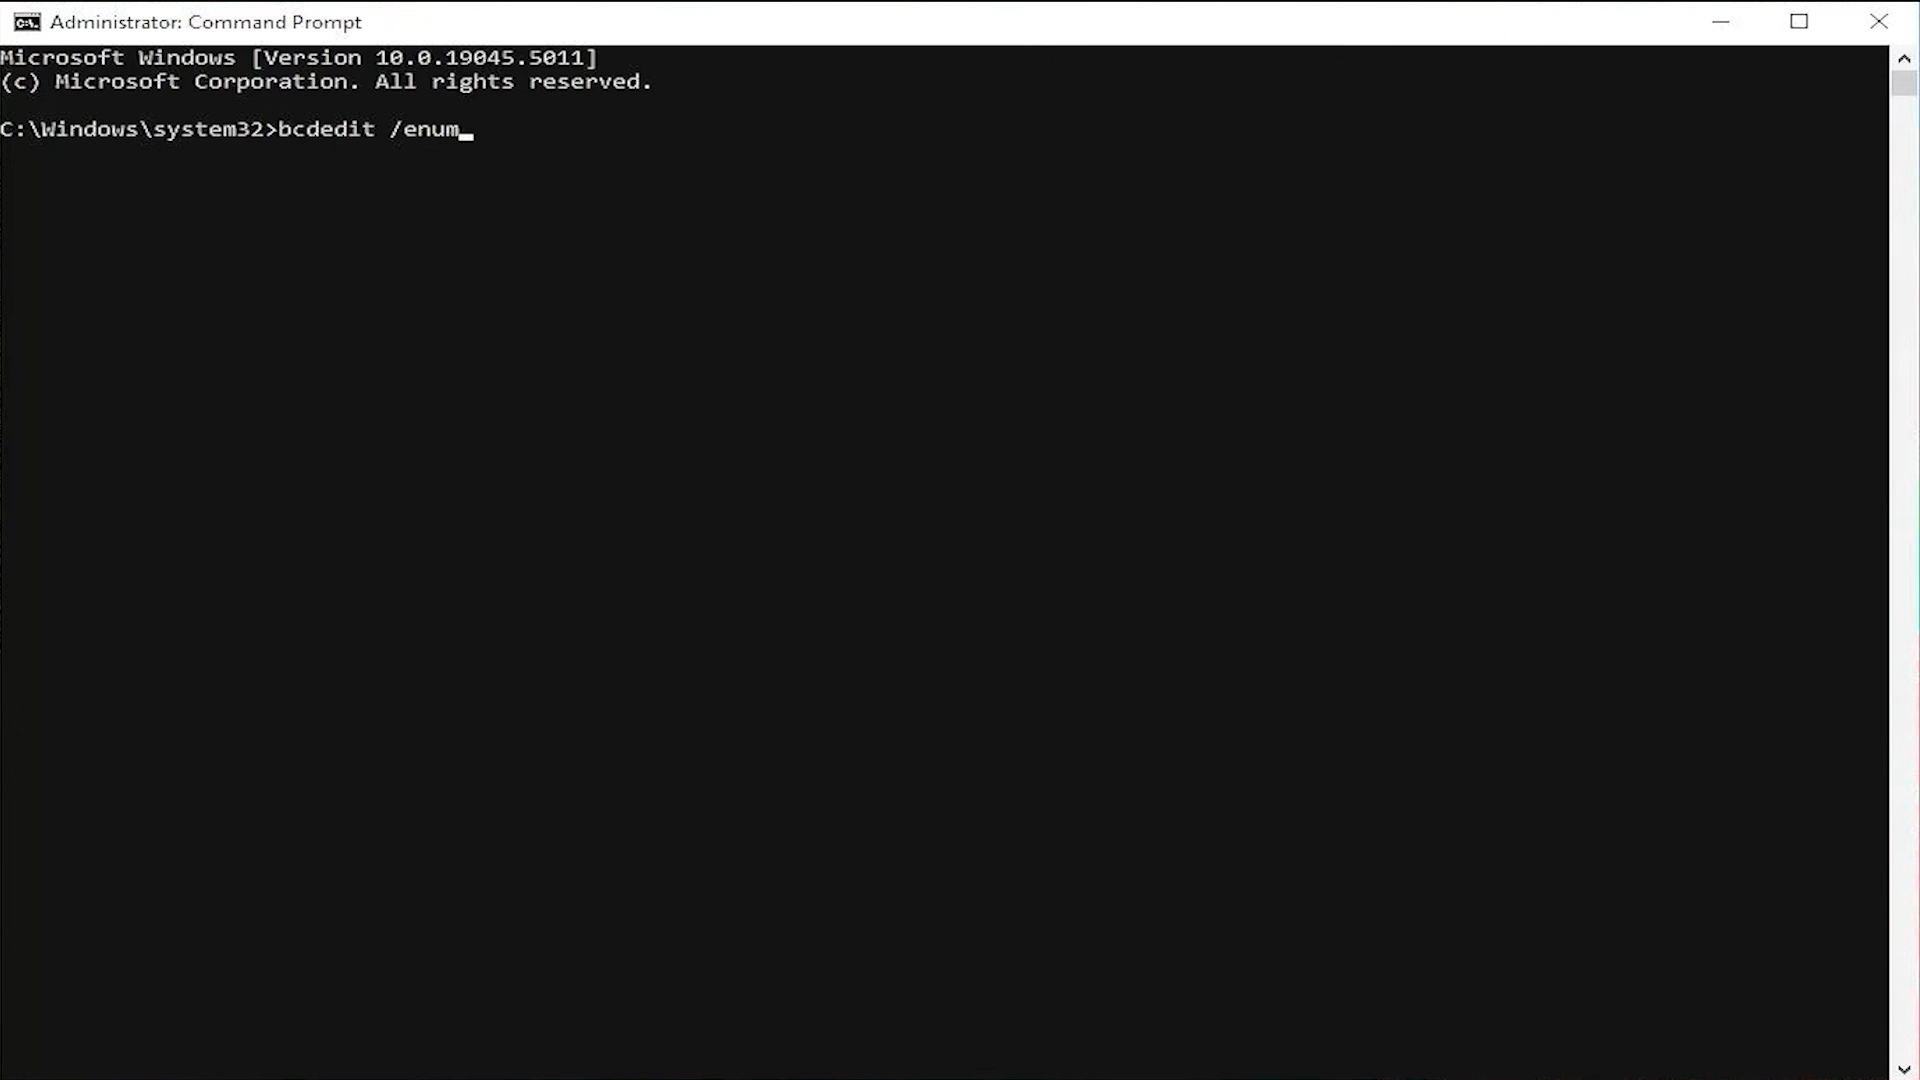 Administrator: Command Prompt
Microsoft Windows [Version 10.0.19045.5011]
(c) Microsoft Corporation. All rights reserved.
C:\Windows\system32>bcdedit /enum